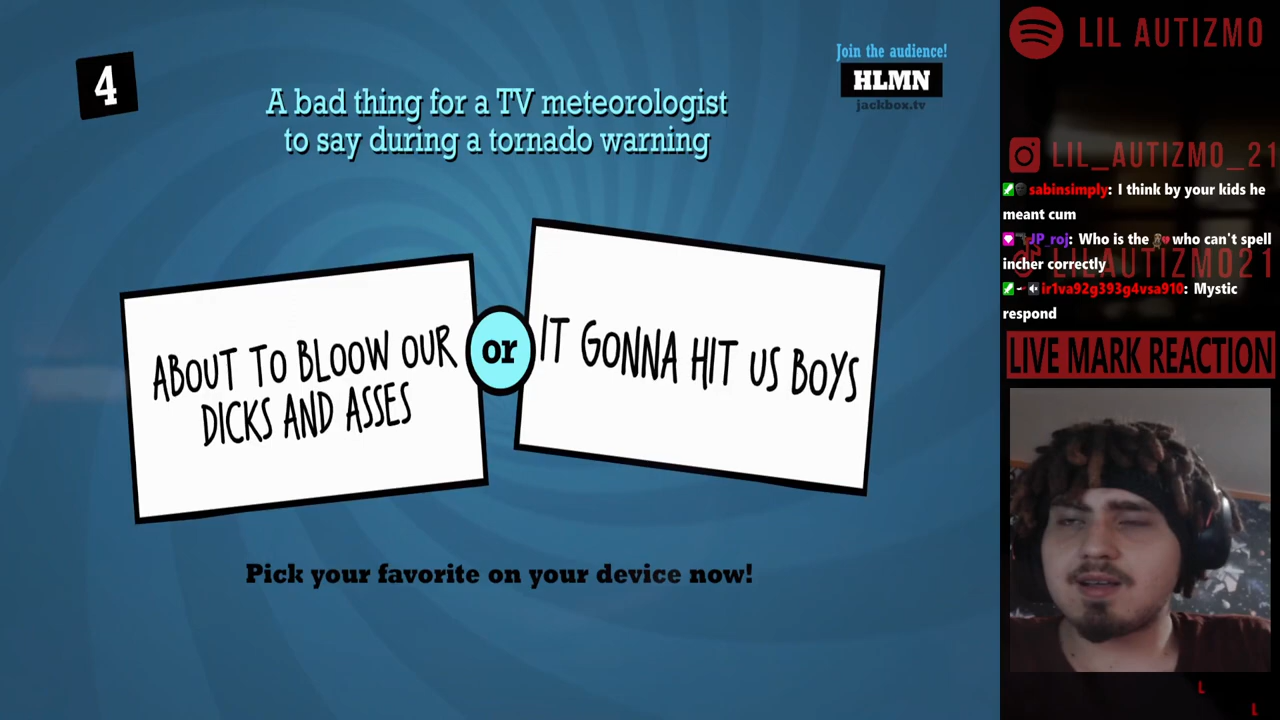 4
A bad thing for a TV meteorologist
to say during a tornado warning
Join the audience!
HLMN
jackbox.tv
ABOUT TO BLOOW OUR
DICKS AND ASSES
or
IT GONNA HIT US BOYS
Pick your favorite on your device now!
LIL AUTIZMO
LIL_AUTIZMO_21
sabinsimply: I think by your kids he
meant cum
JP_roj: Who is the who can't spell
incher correctly
LILAUTIZMO21
ir1va92g393g4vsa910: Mystic
respond
LIVE MARK REACTION
L
L